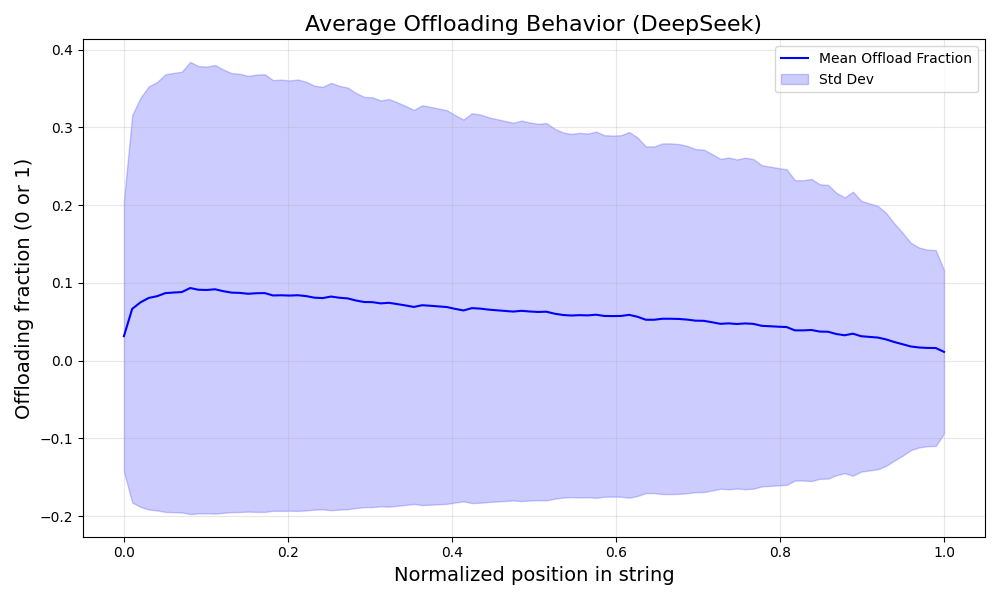 Average Offloading Behavior (DeepSeek)
Mean Offload Fraction
Std Dev
Offloading fraction (0 or 1)
0.4
0.3
0.2
0.1
0.0
−0.1
−0.2
0.0
0.2
0.4
0.6
0.8
1.0
Normalized position in string